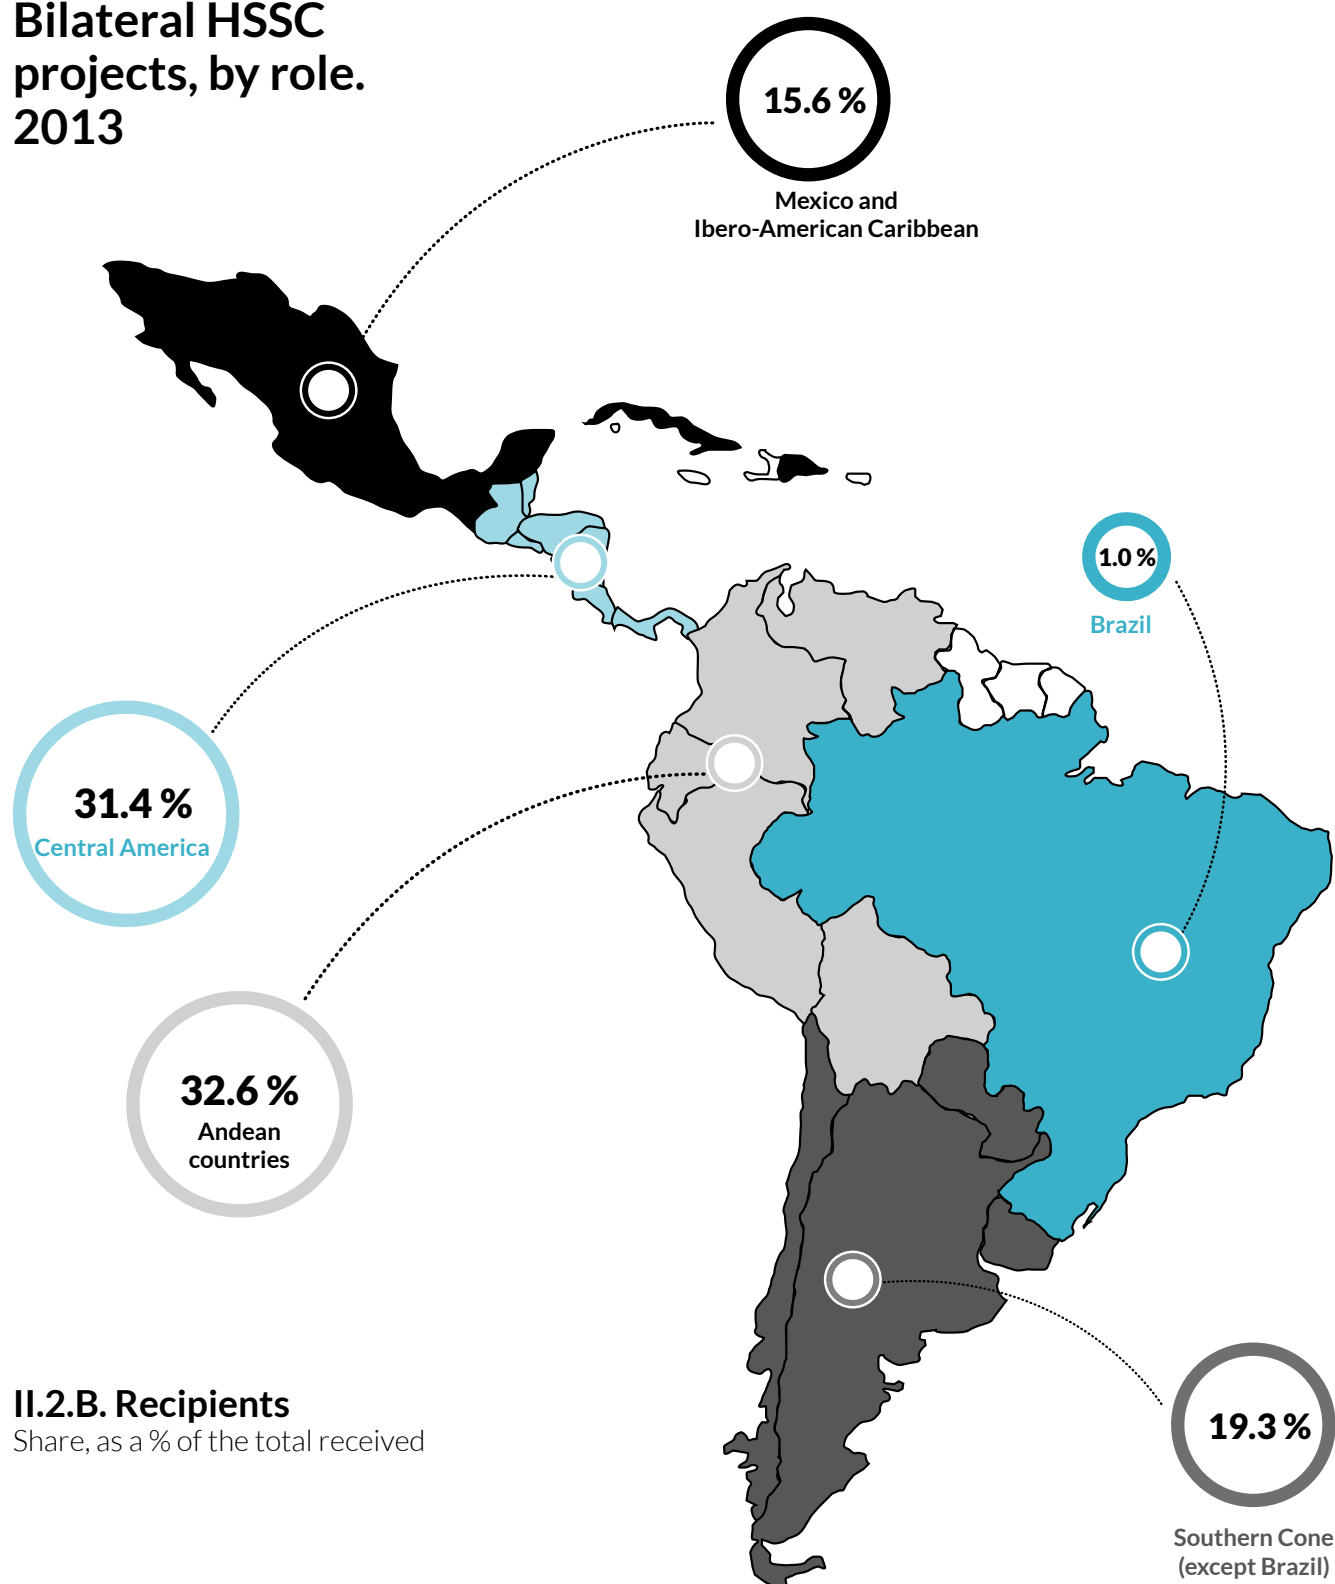 Bilateral HSSC
projects, by role.
2013
15.6 %
Mexico and
Ibero-American Caribbean
1.0 %
Brazil
31.4 %
Central America
32.6 %
Andean
countries
II.2.B. Recipients
Share, as a % of the total received
19.3 %
Southern Cone
(except Brazil)